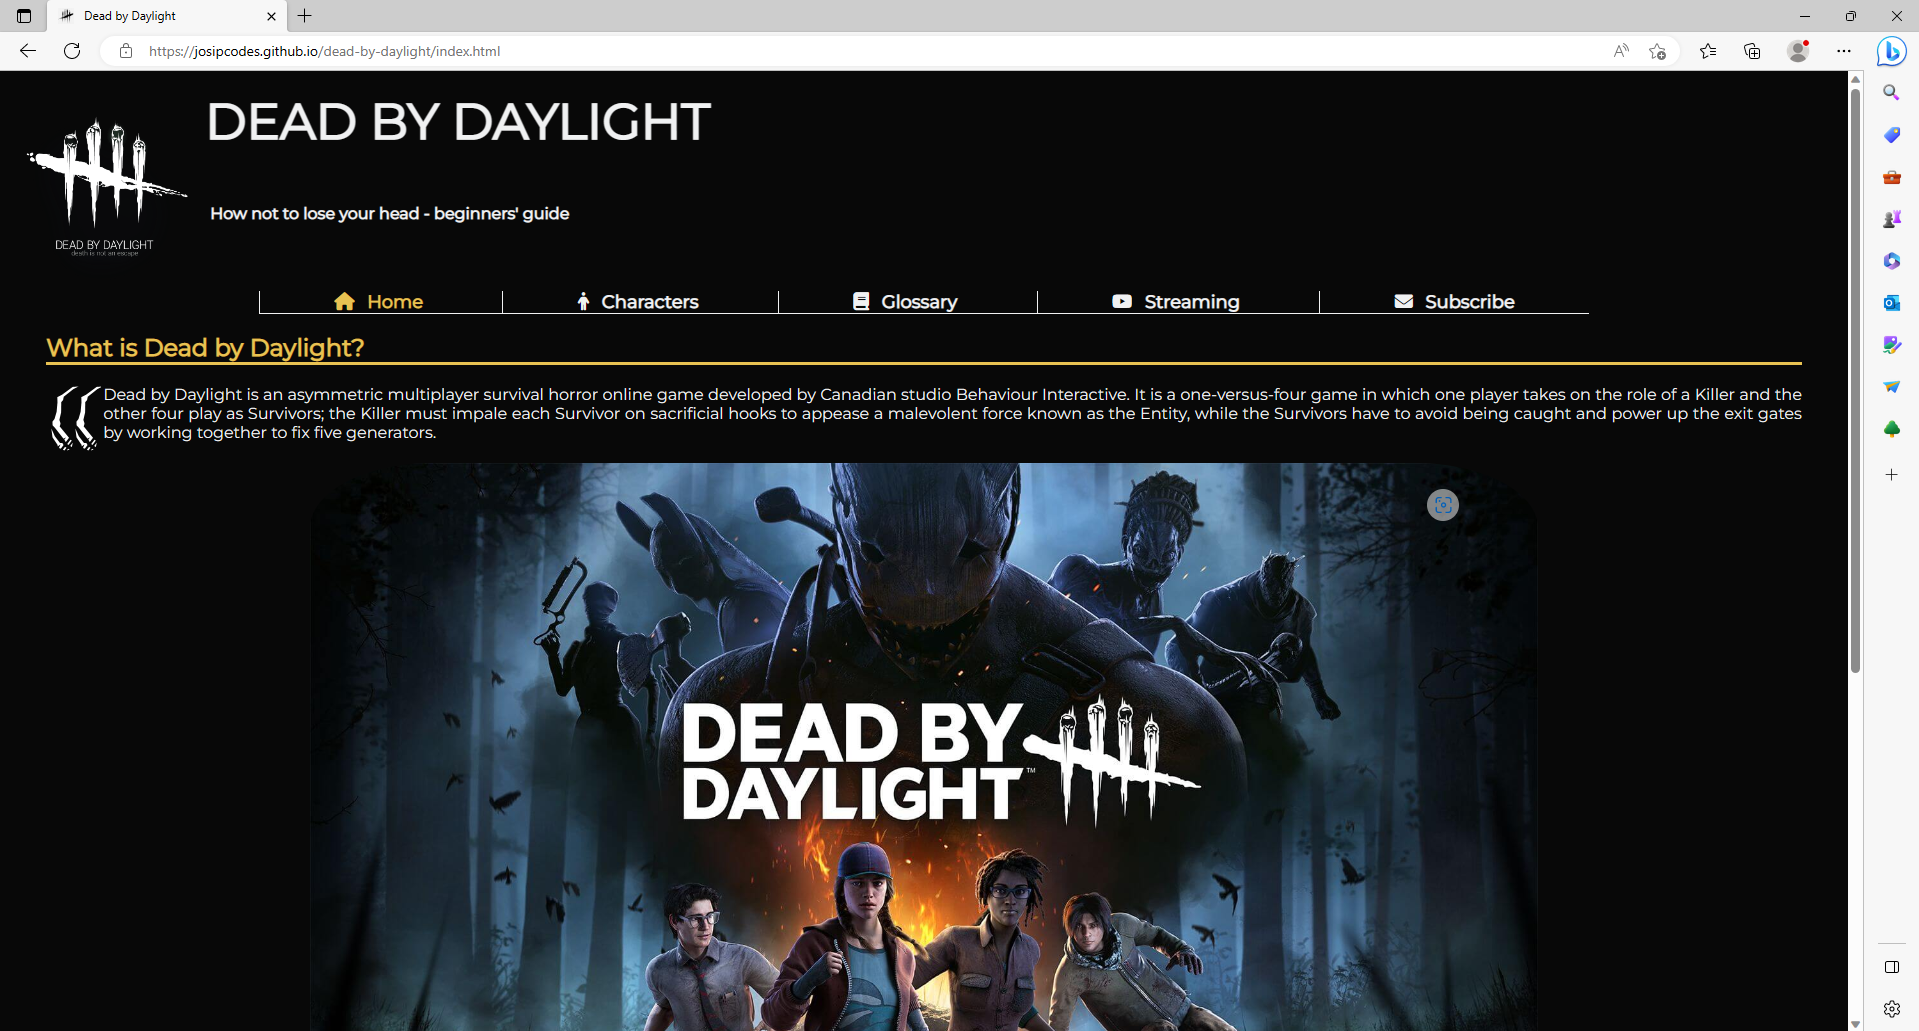 Dead by Daylight
https://josipcodes.github.io/dead-by-daylight/index.html
DEAD BY DAYLIGHT
How not to lose your head - beginners' guide
DEAD BY DAYLIGHT
death is not an escape
Home
Characters
Glossary
Streaming
Subscribe
What is Dead by Daylight?
Dead by Daylight is an asymmetric multiplayer survival horror online game developed by Canadian studio Behaviour Interactive. It is a one-versus-four game in which one player takes on the role of a Killer and the
other four play as Survivors; the Killer must impale each Survivor on sacrificial hooks to appease a malevolent force known as the Entity, while the Survivors have to avoid being caught and power up the exit gates
by working together to fix five generators.
DEAD BY
DAYLIGHT™